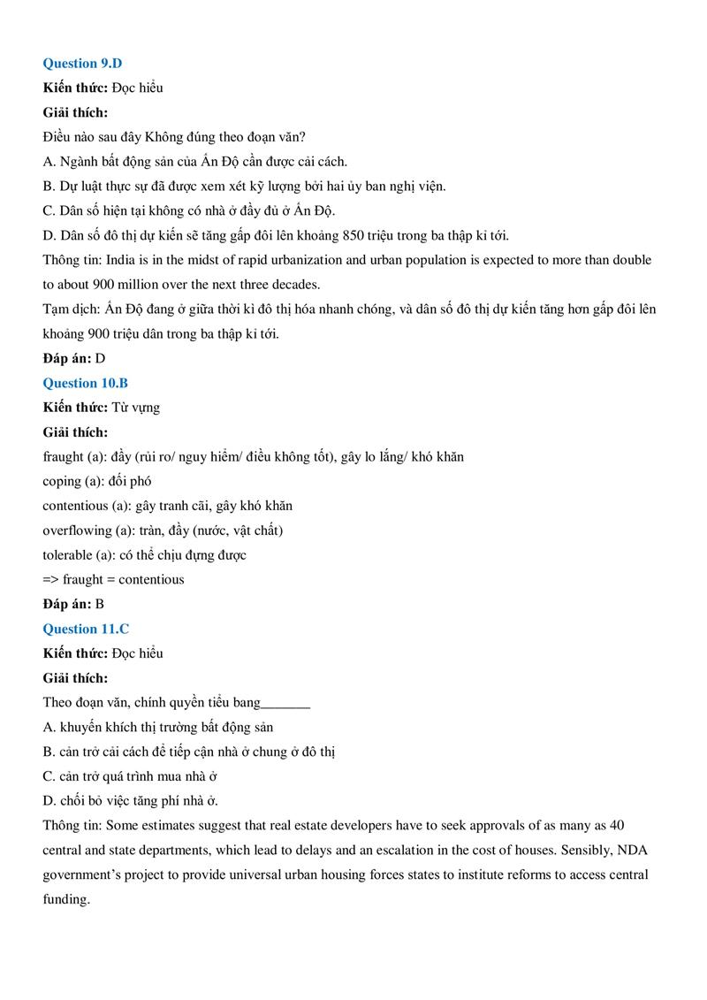 Question 9.D
Kiến thức: Đọc hiểu
Giải thích:
Điều nào sau đây Không đúng theo đoạn văn?
A. Ngành bất động sản của Ấn Độ cần được cải cách.
B. Dự luật thực sự đã được xem xét kỹ lượng bởi hai ủy ban nghị viện.
C. Dân số hiện tại không có nhà ở đầy đủ ở Ấn Độ.
D. Dân số đô thị dự kiến sẽ tăng gấp đôi lên khoảng 850 triệu trong ba thập kỉ tới.
Thông tin: India is in the midst of rapid urbanization and urban population is expected to more than double
to about 900 million over the next three decades.
Tạm dịch: Ấn Độ đang ở giữa thời kì đô thị hóa nhanh chóng, và dân số đô thị dự kiến tăng hơn gấp đôi lên
khoảng 900 triệu dân trong ba thập kỉ tới.
Đáp án: D
Question 10.B
Kiến thức: Từ vựng
Giải thích:
fraught (a): đầy (rủi ro/ nguy hiểm/ điều không tốt), gây lo lắng/ khó khăn
coping (a): đối phó
contentious (a): gây tranh cãi, gây khó khăn
overflowing (a): tràn, đầy (nước, vật chất)
tolerable (a): có thể chịu đựng được
=> fraught = contentious
Đáp án: B
Question 11.C
Kiến thức: Đọc hiểu
Giải thích:
Theo đoạn văn, chính quyền tiểu bang_______
A. khuyến khích thị trường bất động sản
B. cản trở cải cách để tiếp cận nhà ở chung ở đô thị
C. cản trở quá trình mua nhà ở
D. chối bỏ việc tăng phí nhà ở.
Thông tin: Some estimates suggest that real estate developers have to seek approvals of as many as 40
central and state departments, which lead to delays and an escalation in the cost of houses. Sensibly, NDA
government’s project to provide universal urban housing forces states to institute reforms to access central
funding.